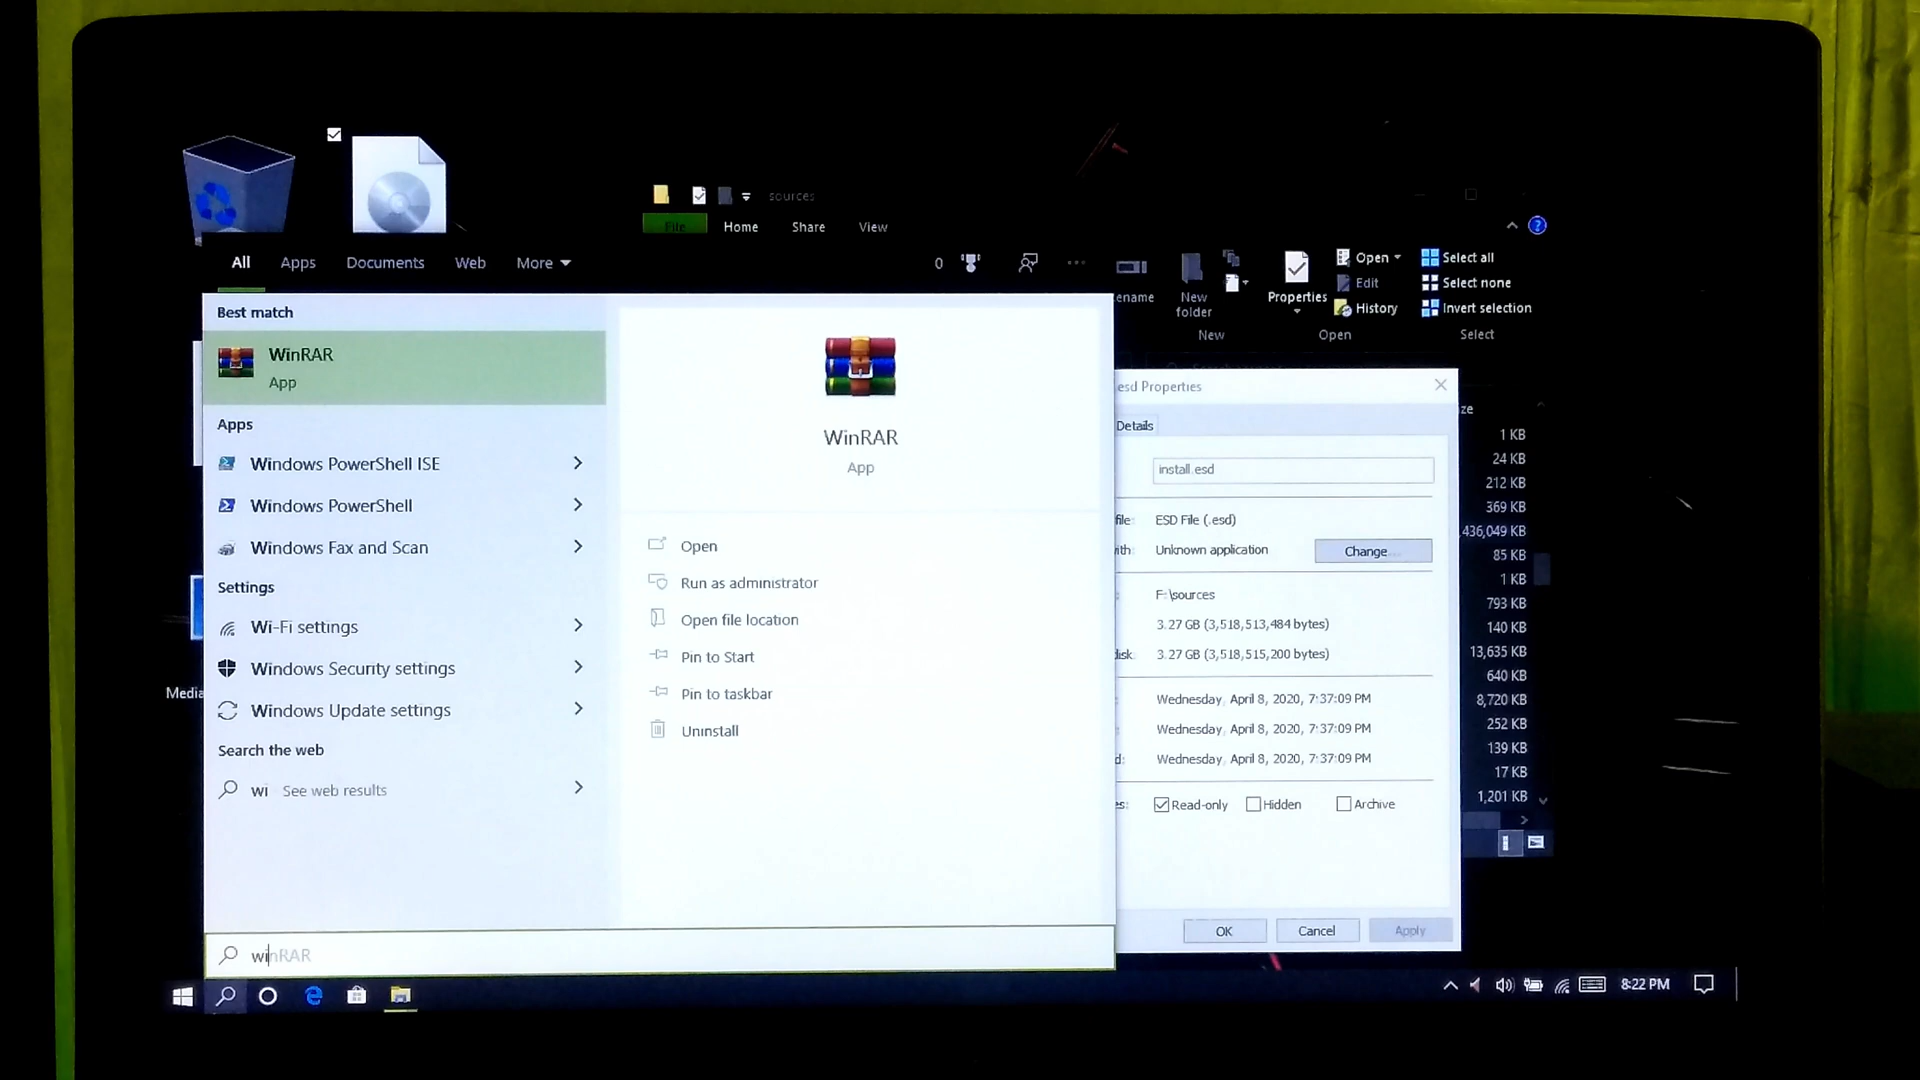 sources
File
Home
Share
View
All
Apps
Documents
Web
More
0
ename
New folder
New
Properties
Open
Edit
History
Open
Select all
Select none
Invert selection
Select
Best match
WinRAR
App
Apps
Windows PowerShell ISE
Windows PowerShell
Windows Fax and Scan
Settings
Wi-Fi settings
Windows Security settings
Windows Update settings
Search the web
wi See web results
winRAR
WinRAR
App
Open
Run as administrator
Open file location
Pin to Start
Pin to taskbar
Uninstall
esd Properties
Details
install.esd
file: ESD File (.esd)
ith: Unknown application
Change...
F:\sources
3.27 GB (3,518,513,484 bytes)
disk: 3.27 GB (3,518,515,200 bytes)
Wednesday, April 8, 2020, 7:37:09 PM
Wednesday, April 8, 2020, 7:37:09 PM
d: Wednesday, April 8, 2020, 7:37:09 PM
es: Read-only Hidden Archive
OK
Cancel
Apply
ze
1 KB
24 KB
212 KB
369 KB
,436,049 KB
85 KB
1 KB
793 KB
140 KB
13,635 KB
640 KB
8,720 KB
252 KB
139 KB
17 KB
1,201 KB
Media
8:22 PM